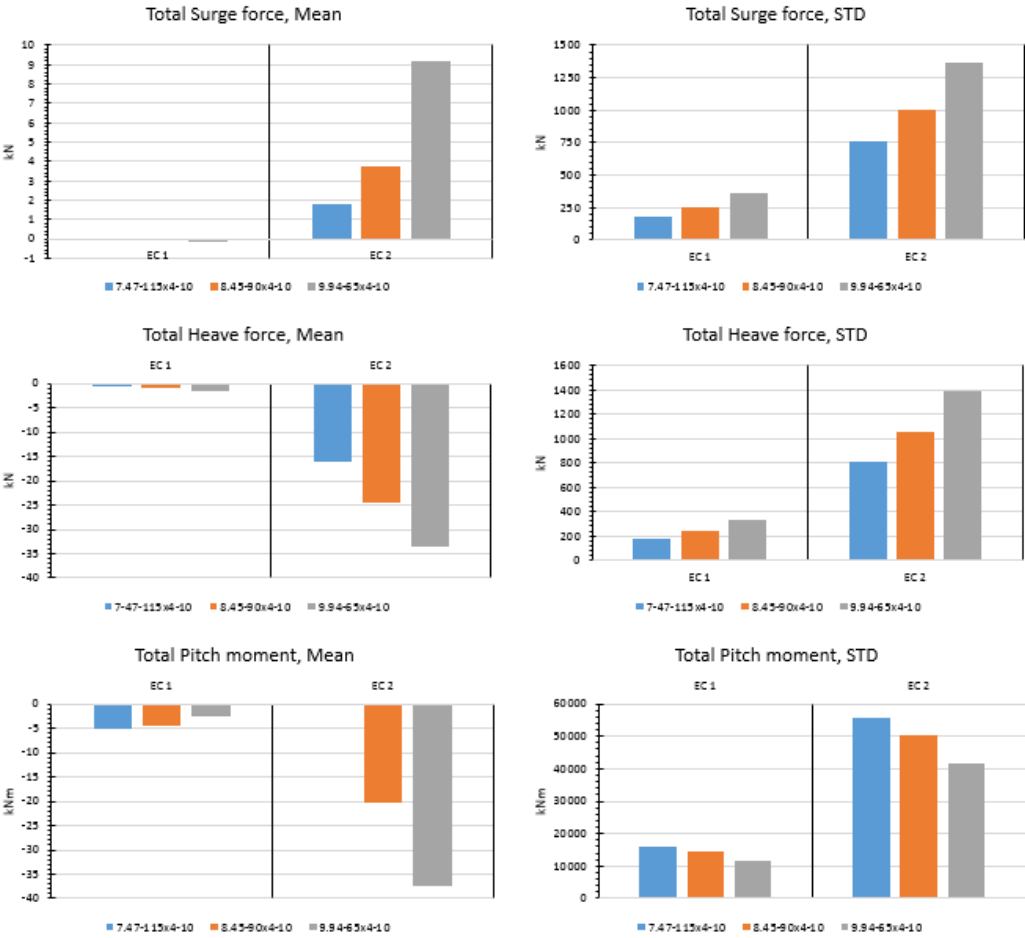 Total Surge force, Mean
10
9
8
7
6
5
4
3
2
1
0
-1
kN
EC 1 EC 2
7.47-115x4-10 8.45-90x4-10 9.94-65x4-10
Total Surge force, STD
1500
1250
1000
750
500
250
0
kN
EC 1 EC 2
7.47-115x4-10 8.45-90x4-10 9.94-65x4-10
Total Heave force, Mean
EC 1 EC 2
0
-5
-10
-15
-20
-25
-30
-35
-40
kN
7-47-115x4-10 8.45-90x4-10 9.94-65x4-10
Total Heave force, STD
1600
1400
1200
1000
800
600
400
200
0
kN
EC 1 EC 2
7-47-115x4-10 8.45-90x4-10 9.94-65x4-10
Total Pitch moment, Mean
EC 1 EC 2
0
-5
-10
-15
-20
-25
-30
-35
-40
kNm
7.47-115x4-10 8.45-90x4-10 9.94-65x4-10
Total Pitch moment, STD
EC 1 EC 2
60000
50000
40000
30000
20000
10000
0
kNm
7.47-115x4-10 8.45-90x4-10 9.94-65x4-10